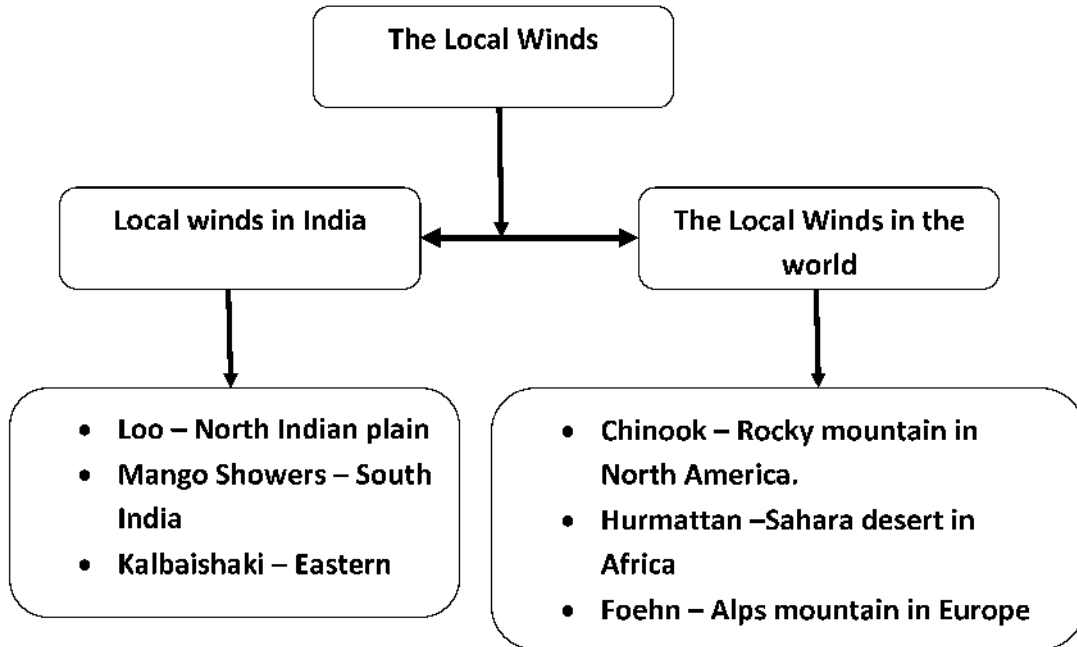 The Local Winds
Local winds in India
The Local Winds in the
world
• Loo – North Indian plain
• Mango Showers – South
India
• Kalbaishaki – Eastern
• Chinook – Rocky mountain in
North America.
• Hurmattan –Sahara desert in
Africa
• Foehn – Alps mountain in Europe